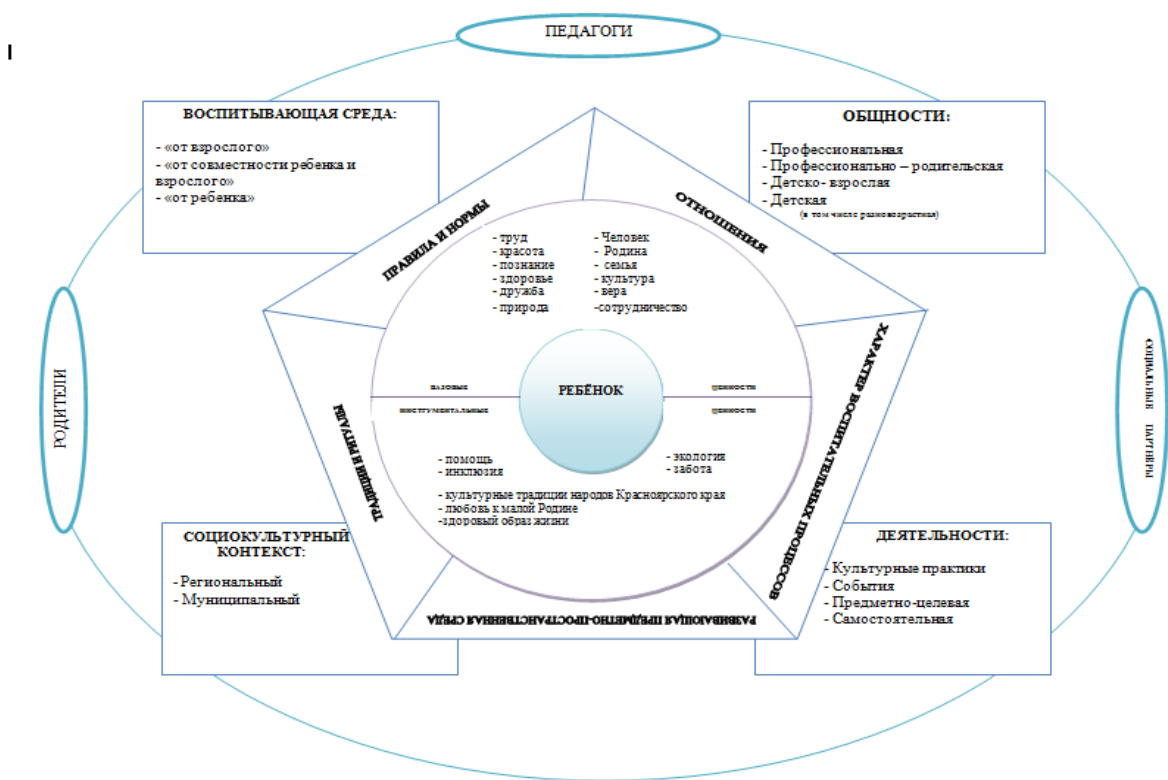 ПЕДАГОГИ
ВОСПИТЫВАЮЩАЯ СРЕДА:
- «от взрослого»
- «от совместности ребенка и
взрослого»
- «от ребенка»
ОБЩНОСТИ:
- Профессиональная
- Профессионально – родительская
- Детско- взрослая
- Детская
(в том числе разновозрастная)
ПРАВИЛА И НОРМЫ
ОТНОШЕНИЯ
- труд
- красота
- познание
- здоровье
- дружба
- природа
- Человек
- Родина
- семья
- культура
- вера
-сотрудничество
РОДИТЕЛИ
СОЦИАЛЬНЫЕ ПАРТНЁРЫ
БАЗОВЫЕ
ЦЕННОСТИ
РЕБЁНОК
ИНСТРУМЕНТАЛЬНЫЕ
ЦЕННОСТИ
ТРАДИЦИИ И РИТУАЛЫ
ХАРАКТЕР ВОСПИТАТЕЛЬНЫХ ПРОЦЕССОВ
- помощь
- инклюзия
- экология
- забота
- культурные традиции народов Красноярского края
- любовь к малой Родине
-здоровый образ жизни
СОЦИОКУЛЬТУРНЫЙ
КОНТЕКСТ:
- Региональный
- Муниципальный
ДЕЯТЕЛЬНОСТИ:
- Культурные практики
- События
- Предметно-целевая
- Самостоятельная
РАЗВИВАЮЩАЯ ПРЕДМЕТНО-ПРОСТРАНСТВЕННАЯ СРЕДА